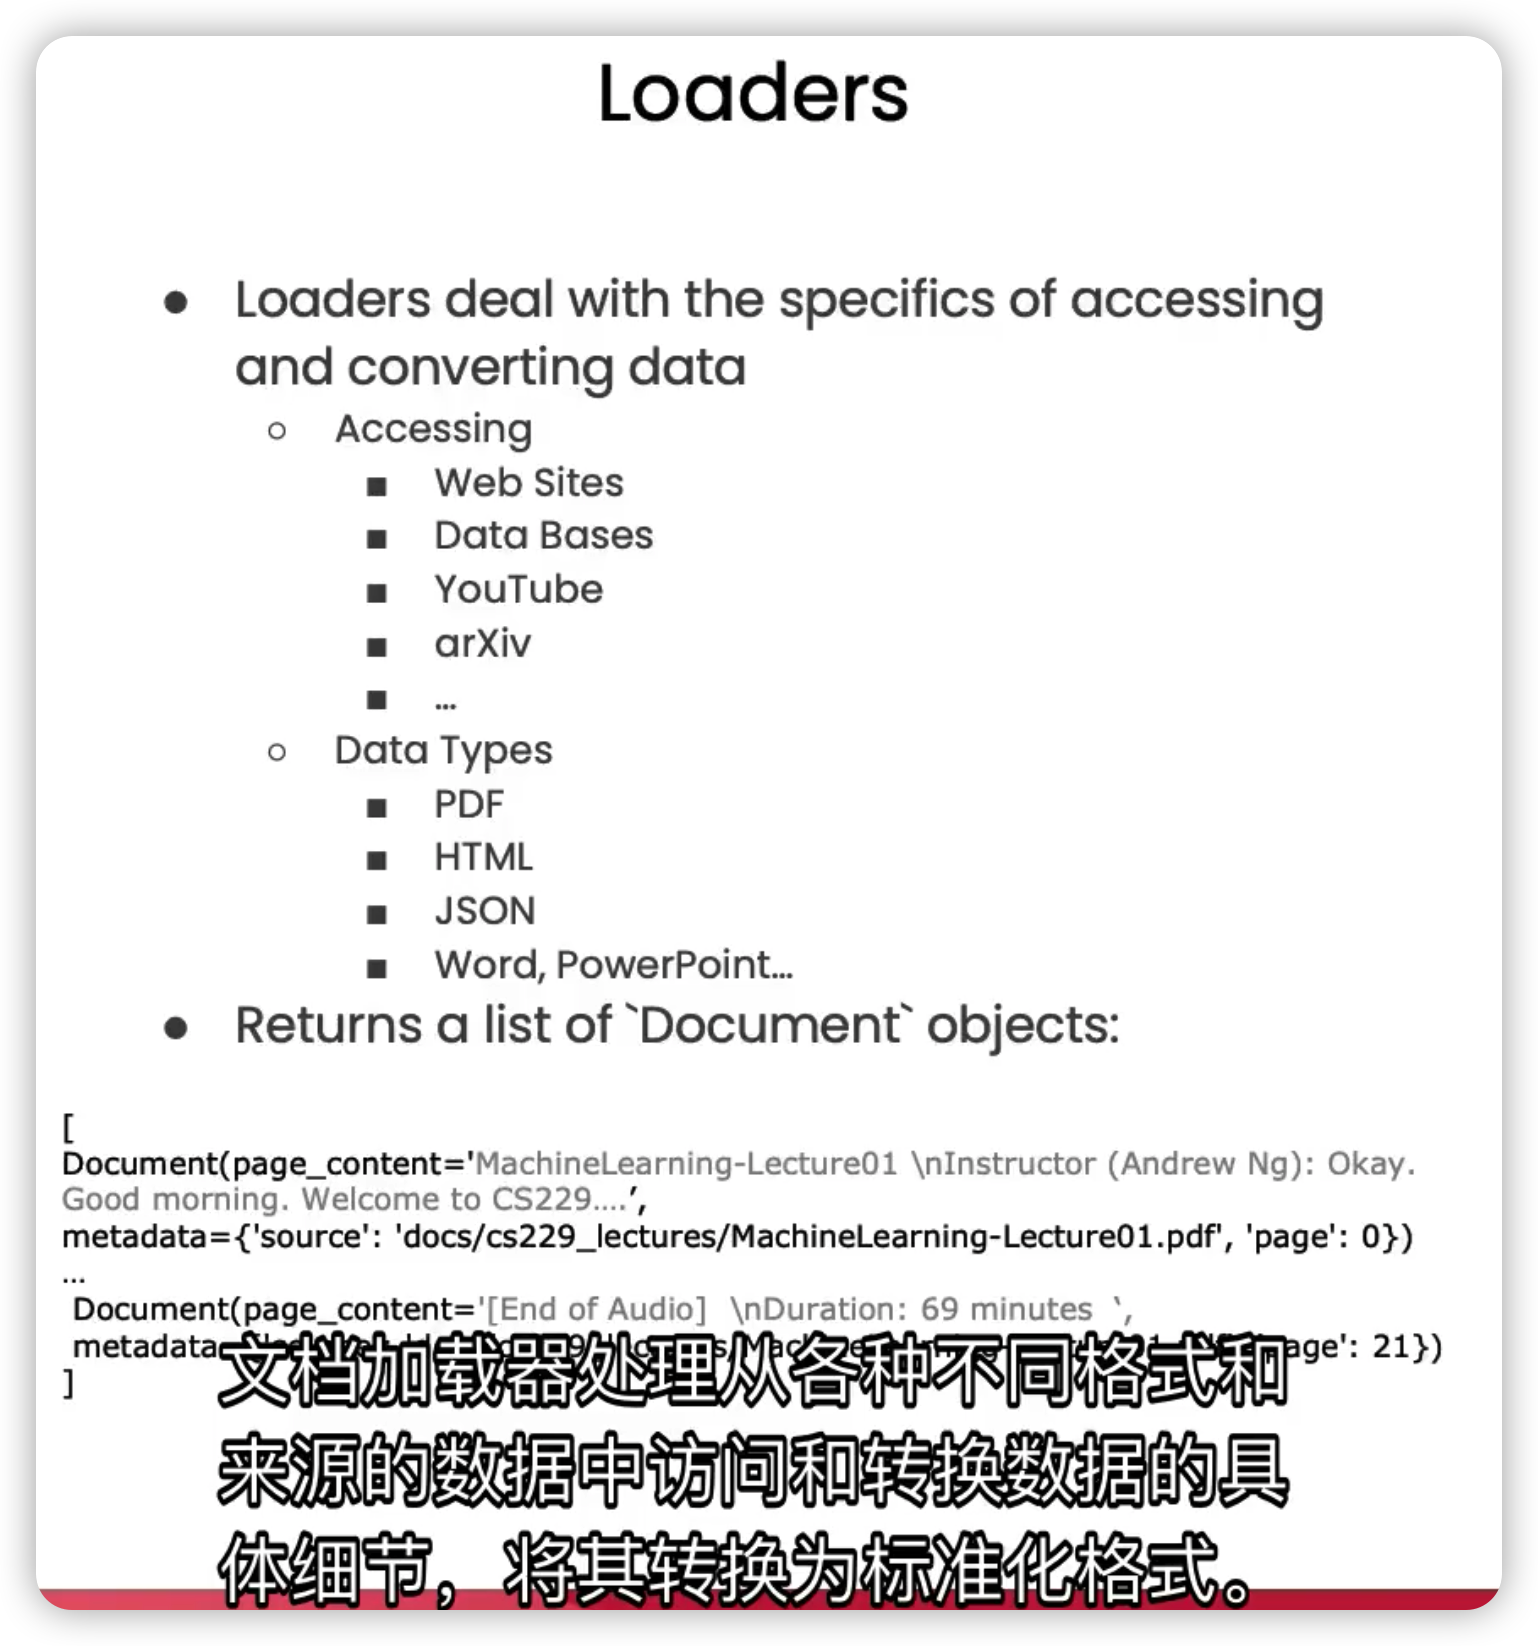 Loaders
● Loaders deal with the specifics of accessing
and converting data
○ Accessing
■ Web Sites
■ Data Bases
■ YouTube
■ arXiv
■ ...
○ Data Types
■ PDF
■ HTML
■ JSON
■ Word, PowerPoint...
● Returns a list of `Document` objects:
[
Document(page_content='MachineLearning-Lecture01 \nInstructor (Andrew Ng): Okay.
Good morning. Welcome to CS229....’,
metadata={'source': 'docs/cs229_lectures/MachineLearning-Lecture01.pdf', 'page': 0})
...
Document(page_content='[End of Audio]  \nDuration: 69 minutes `,
metadata 'page': 21})
]
文档加载器处理从各种不同格式和
来源的数据中访问和转换数据的具
体细节，将其转换为标准化格式。